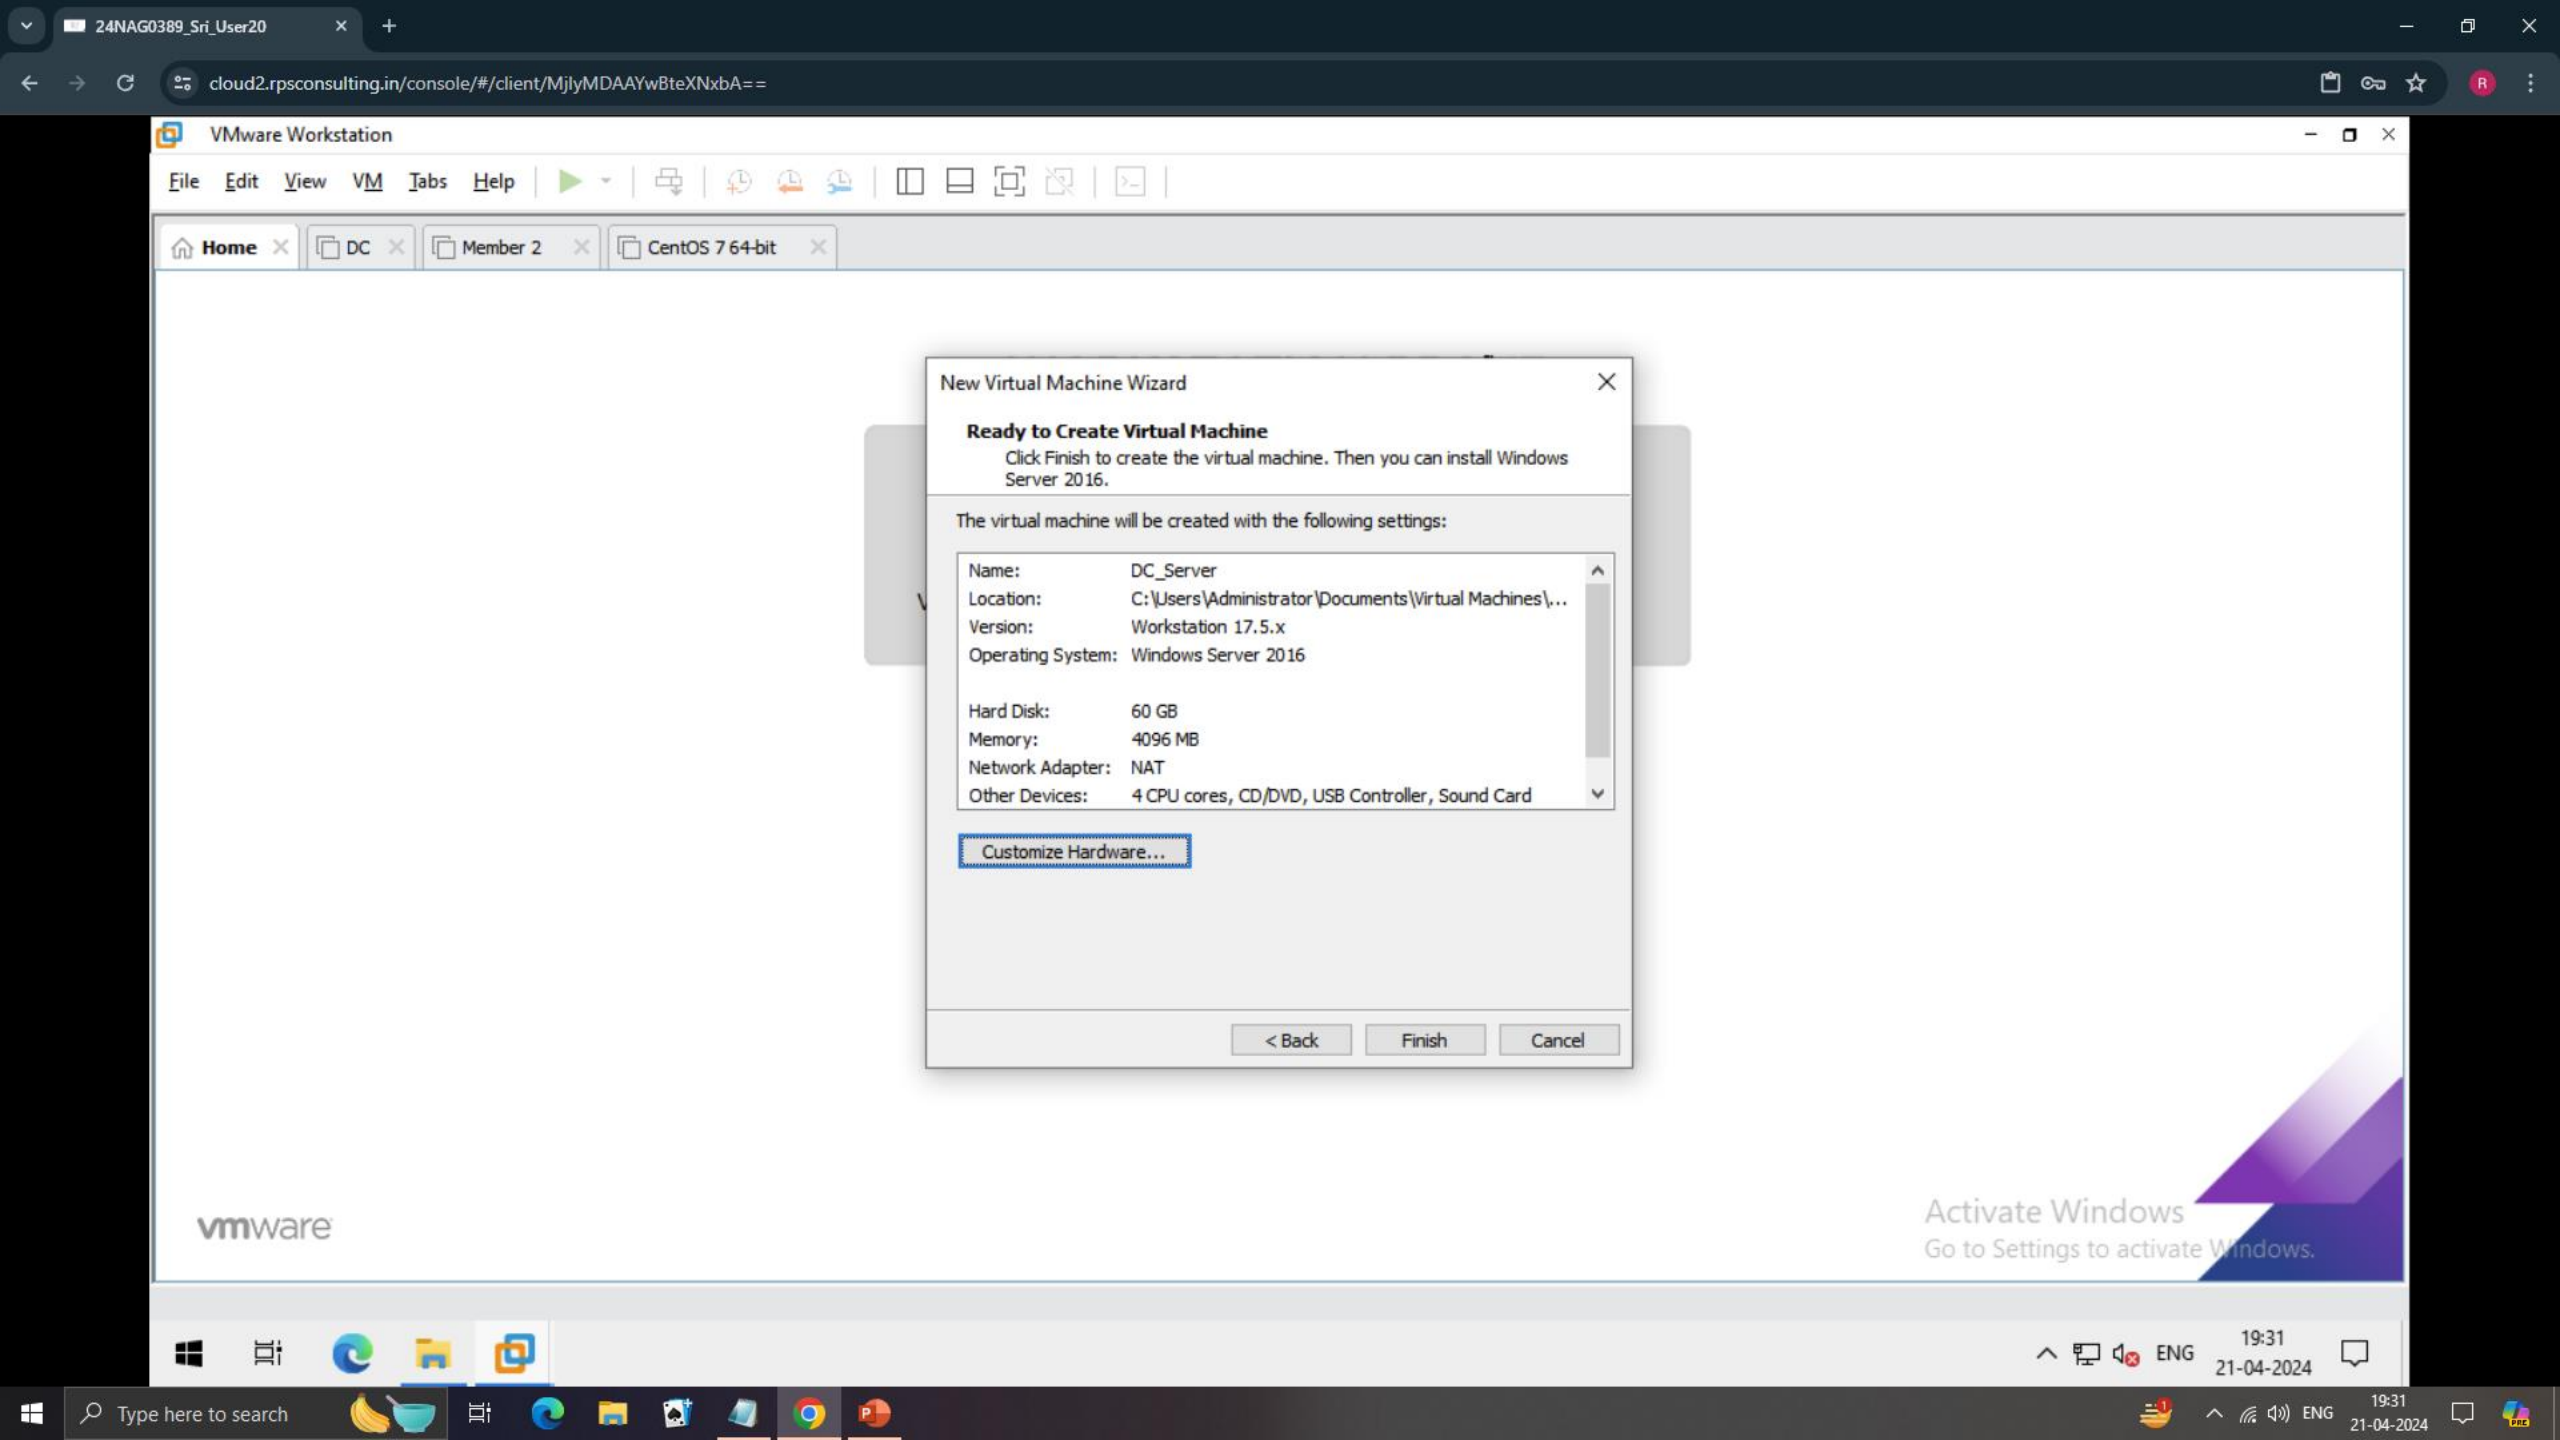 24NAG0389_Sri_User20
cloud2.rpsconsulting.in/console/#/client/MjIyMDAAYwBteXNxbA==
R
VMware Workstation
File Edit View VM Tabs Help
Home DC Member 2 CentOS 7 64-bit
New Virtual Machine Wizard
Ready to Create Virtual Machine
Click Finish to create the virtual machine. Then you can install Windows
Server 2016.
The virtual machine will be created with the following settings:
Name: DC_Server
Location: C:\Users\Administrator\Documents\Virtual Machines\...
Version: Workstation 17.5.x
Operating System: Windows Server 2016
Hard Disk: 60 GB
Memory: 4096 MB
Network Adapter: NAT
Other Devices: 4 CPU cores, CD/DVD, USB Controller, Sound Card
Customize Hardware...
< Back Finish Cancel
vmware
Activate Windows
Go to Settings to activate Windows.
ENG
19:31
21-04-2024
Type here to search
1
ENG
19:31
21-04-2024
PRE